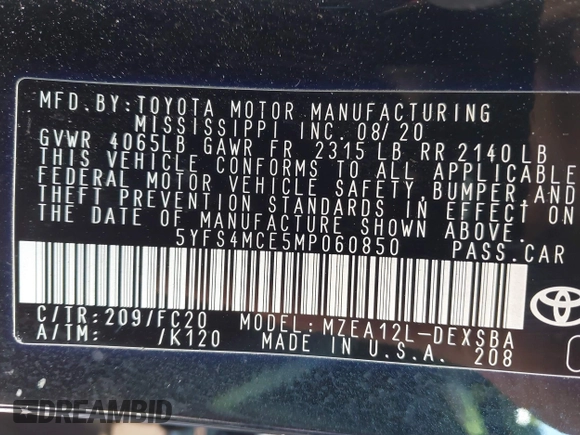 MFD. BY: TOYOTA MOTOR MANUFACTURING
MISSISSIPPI INC. 08/20
GVWR 4065LB GAWR FR 2315 LB RR 2140 LB
THIS VEHICLE CONFORMS TO ALL APPLICABLE
FEDERAL MOTOR VEHICLE SAFETY, BUMPER, AND
THEFT PREVENTION STANDARDS IN EFFECT ON
THE DATE OF MANUFACTURE SHOWN ABOVE.
5YFS4MCE5MP060850 PASS. CAR
C/TR: 209/FC20 MODEL: MZEA12L-DEXSBA
A/TM: /K120 MADE IN U.S.A. 208
DREAMBID